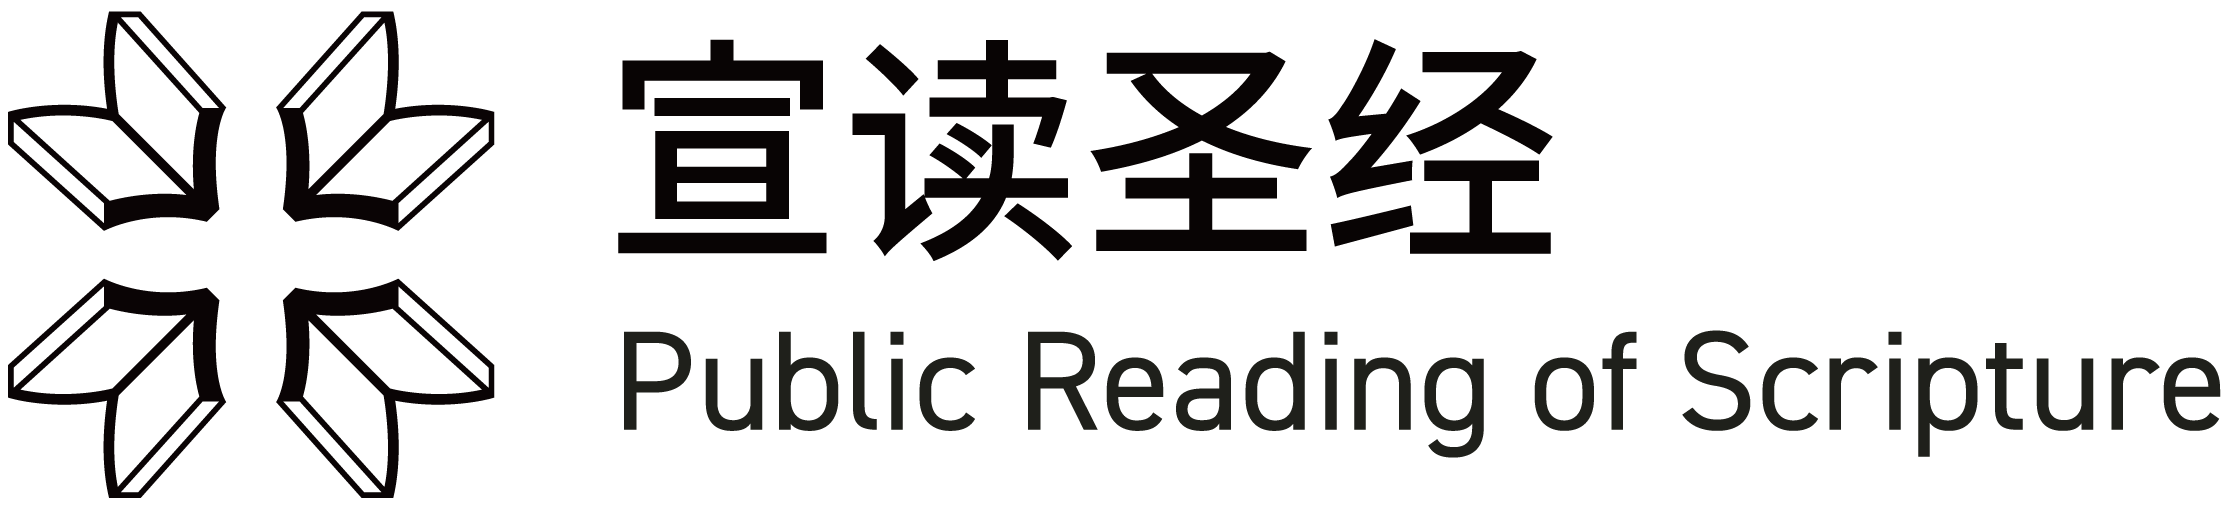 宣读圣经
Public Reading of Scripture